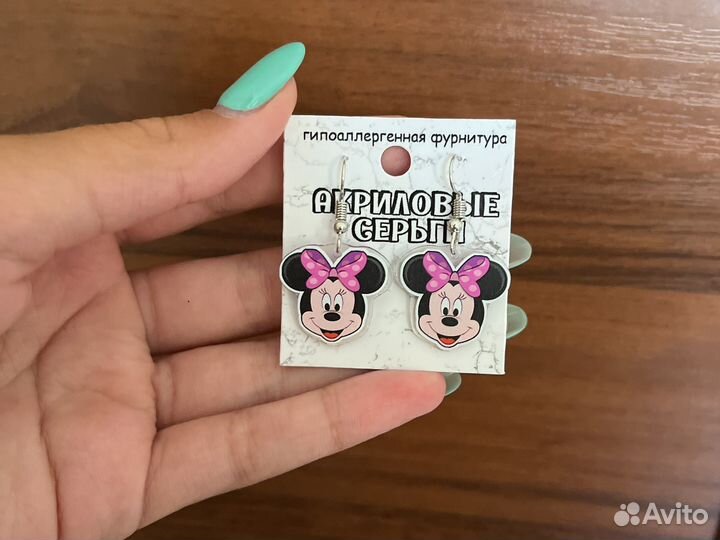 гипоаллергенная фурнитура
АКРИЛОВЫЕ
СЕРЬГИ
Avito